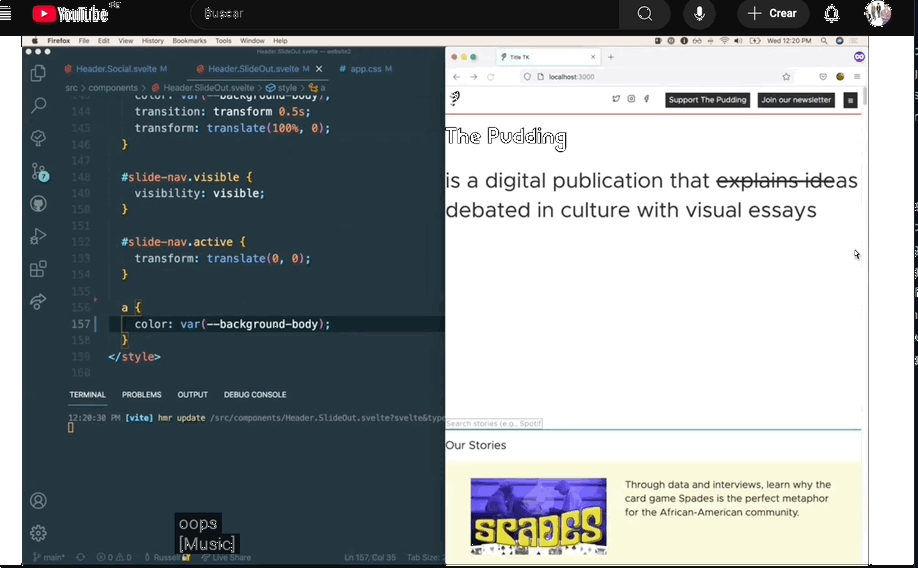 YouTube
Buscar
Crear
Firefox File Edit View History Bookmarks Tools Window Help
Wed 12:20 PM
Header.SlideOut.svelte — website2
Header.Social.svelte M
Header.SlideOut.svelte M
app.css M
src > components > Header.SlideOut.svelte > style > a
color: var(--background-body);
144 transition: transform 0.5s;
145 transform: translate(100%, 0);
146 }
147
148 #slide-nav.visible {
149 visibility: visible;
150 }
151
152 #slide-nav.active {
153 transform: translate(0, 0);
154 }
155
156 a {
157 color: var(--background-body);
158 }
159 </style>
160
TERMINAL PROBLEMS OUTPUT DEBUG CONSOLE
12:20:30 PM [vite] hmr update /src/components/Header.SlideOut.svelte?svelte&type
oops
[Music]
main* 0 0 Russell Live Share Ln 157, Col 35 Tab Size:
Title TK
localhost:3000
Support The Pudding
Join our newsletter
The Pudding
is a digital publication that explains ideas
debated in culture with visual essays
Search stories (e.g., Spotif
Our Stories
SPADES
Through data and interviews, learn why the
card game Spades is the perfect metaphor
for the African-American community.